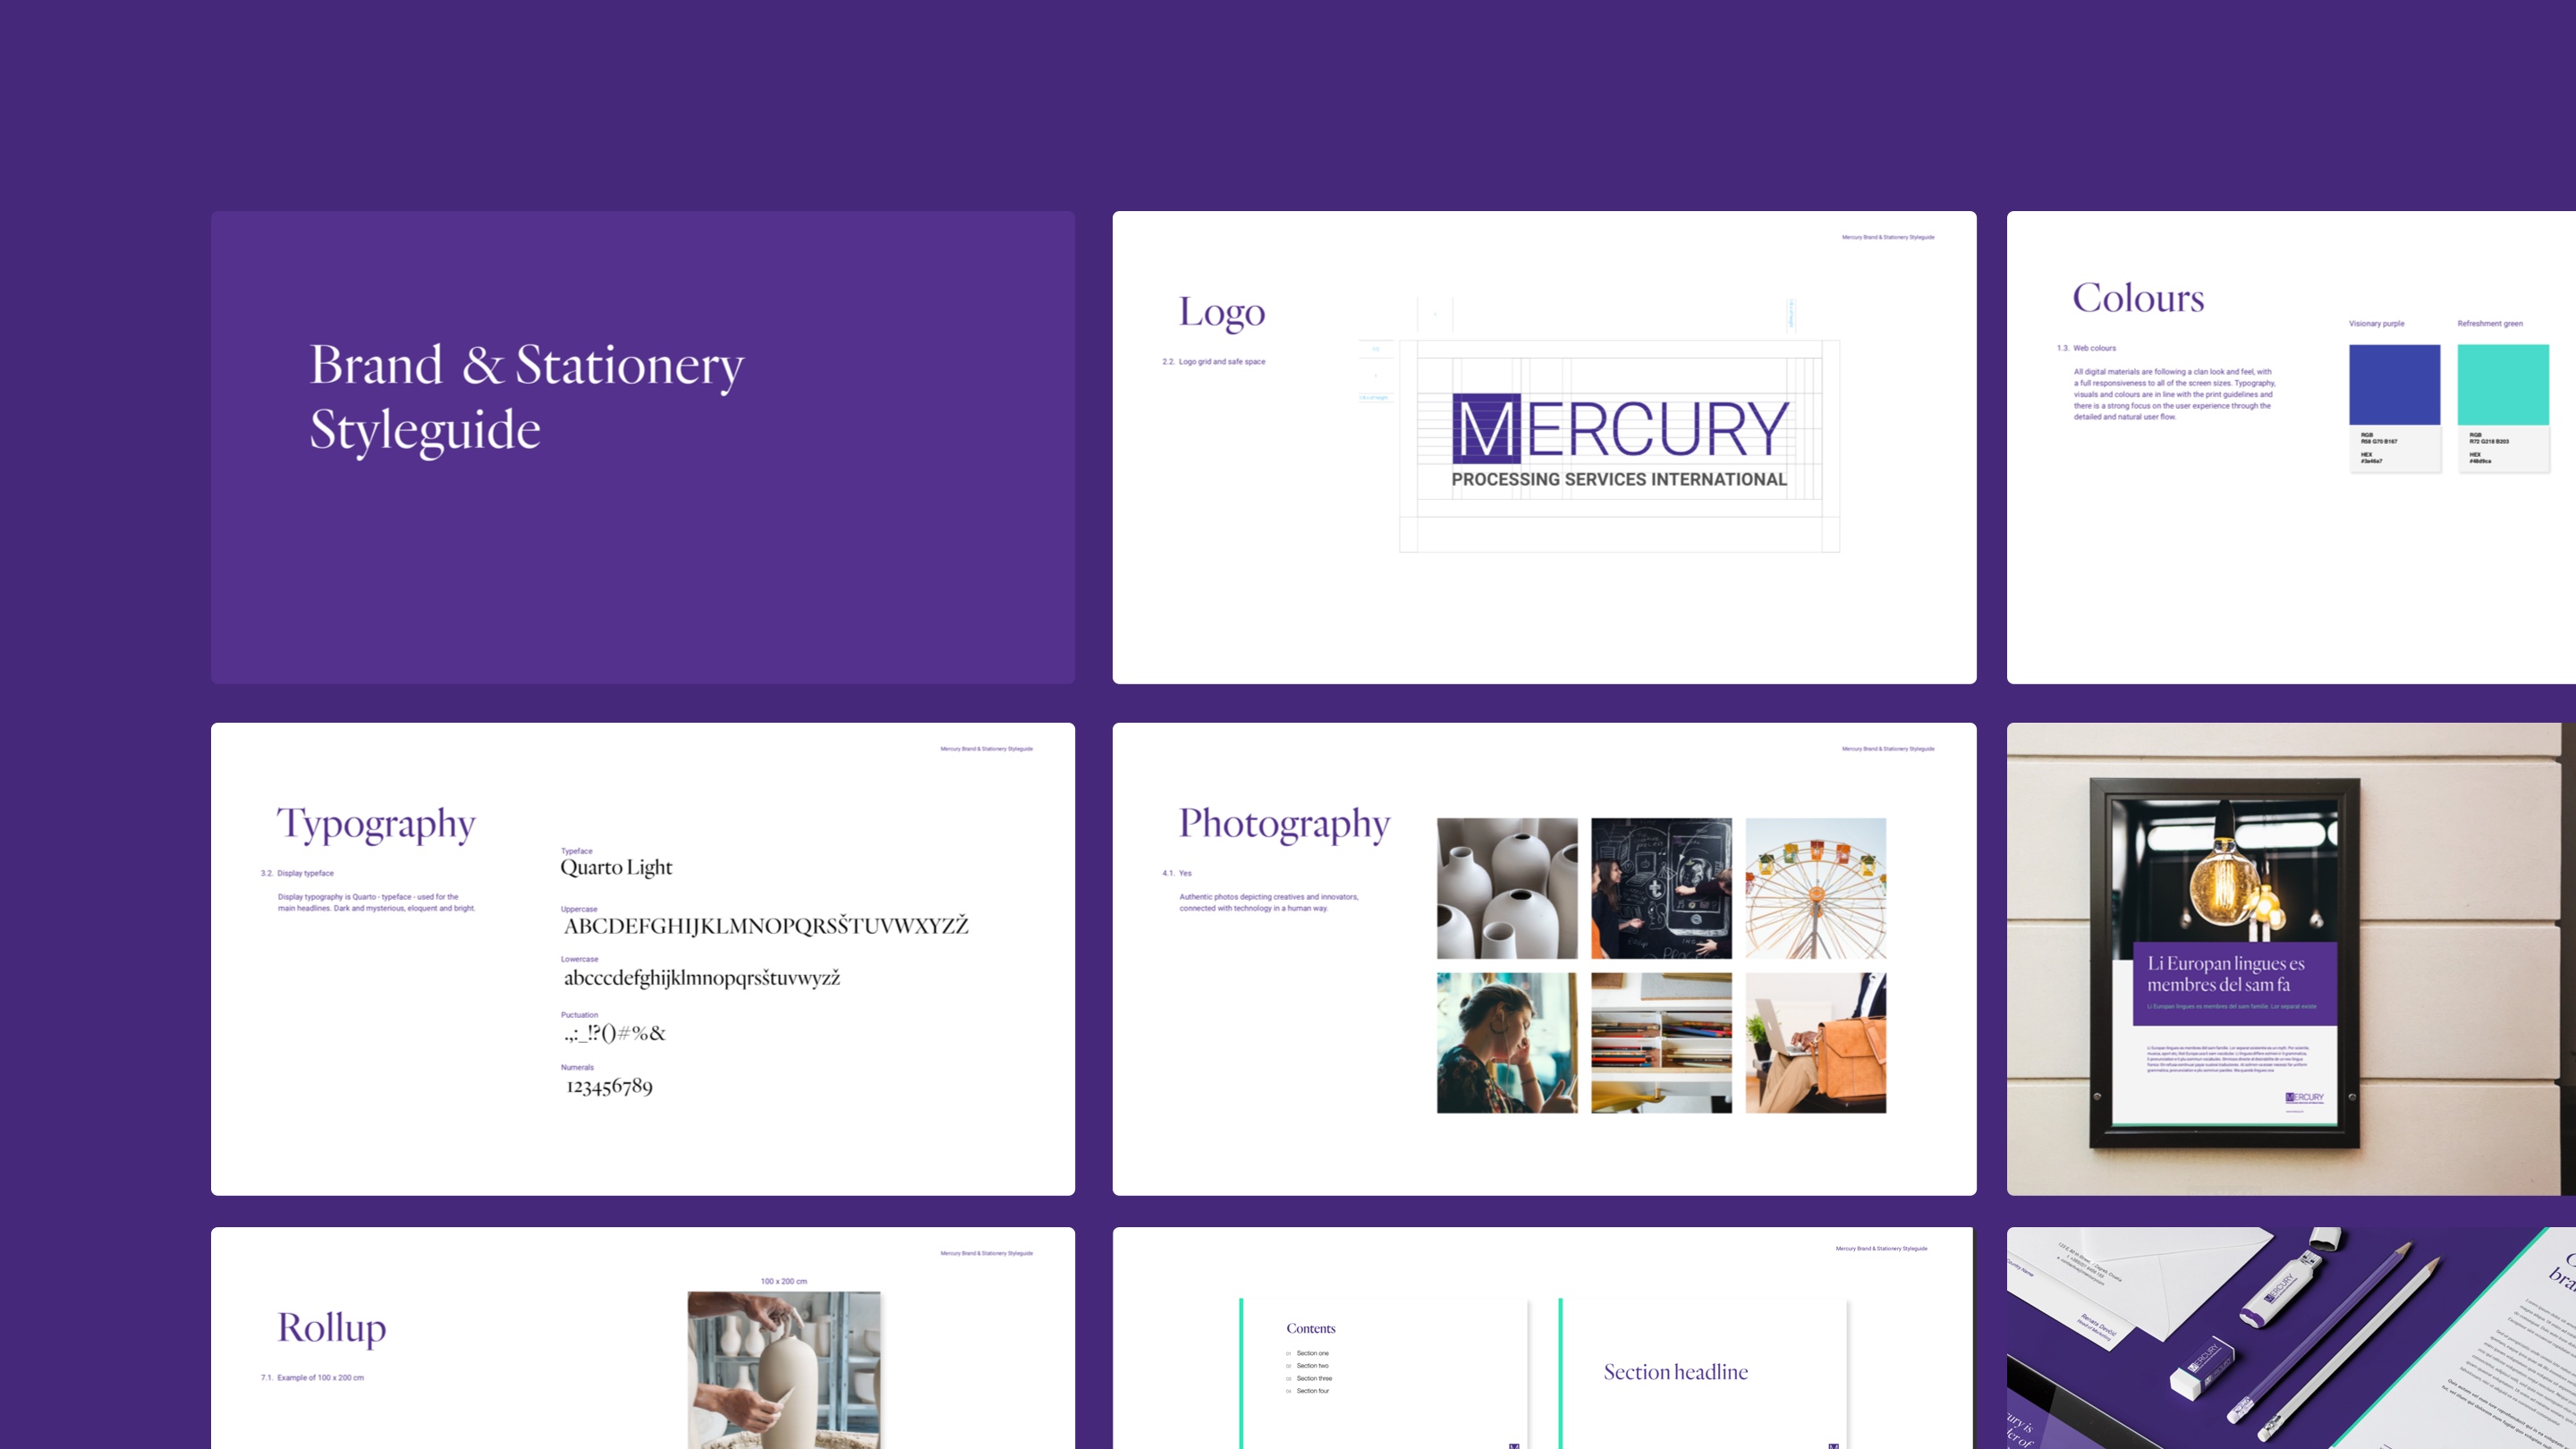 Brand & Stationery
Styleguide
Mercury Brand & Stationery Styleguide
Logo
2.2. Logo grid and safe space
MERCURY
PROCESSING SERVICES INTERNATIONAL
Colours
1.3. Web colours
All digital materials are following a clan look and feel, with
a full responsiveness to all of the screen sizes. Typography,
visuals and colours are in line with the print guidelines and
there is a strong focus on the user experience through the
detailed and natural user flow.
Visionary purple
RGB
R58 G70 B167
HEX
#3a46a7
Refreshment green
RGB
R72 G218 B203
HEX
Mercury Brand & Stationery Styleguide
Typography
3.2. Display typeface
Display typography is Quarto - typeface - used for the
main headlines. Dark and mysterious, eloquent and bright.
Typeface
Quarto Light
Uppercase
ABCDEFGHIJKLMNOPQRSŠTUVWXYZŽ
Lowercase
abcccdefghijklmnopqrsštuvwyzž
Puctuation
.,:_!?()#%&
Numerals
123456789
Mercury Brand & Stationery Styleguide
Photography
4.1. Yes
Authentic photos depicting creatives and innovators,
connected with technology in a human way.
Li Europan lingues es
membres del sam fa
Li Europan lingues es membres del sam familie. Lor separat existe
MERCURY
Mercury Brand & Stationery Styleguide
Rollup
7.1. Example of 100 x 200 cm
100 x 200 cm
Mercury Brand & Stationery Styleguide
Contents
01 Section one
02 Section two
03 Section three
04 Section four
Section headline
M
M
Country Name
Head of Marketing
MERCURY
MERCURY